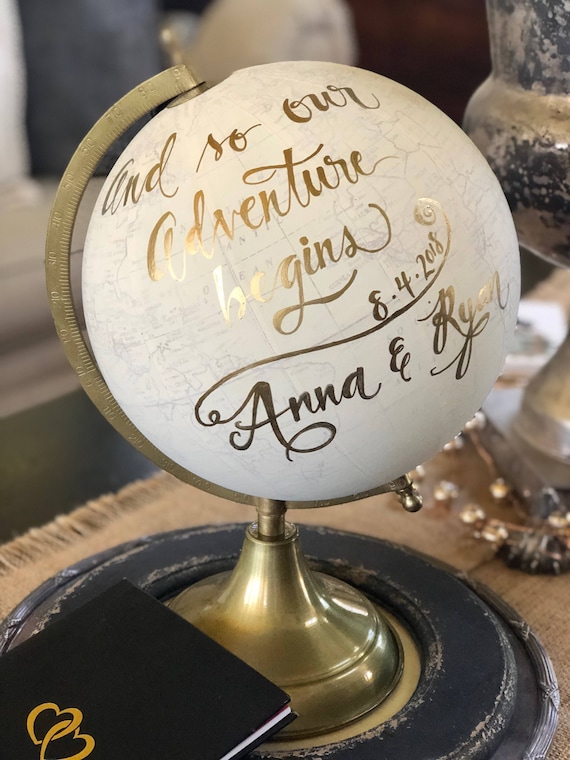 And so our
Adventure
begins
8.4.2018
Anna & Ryan